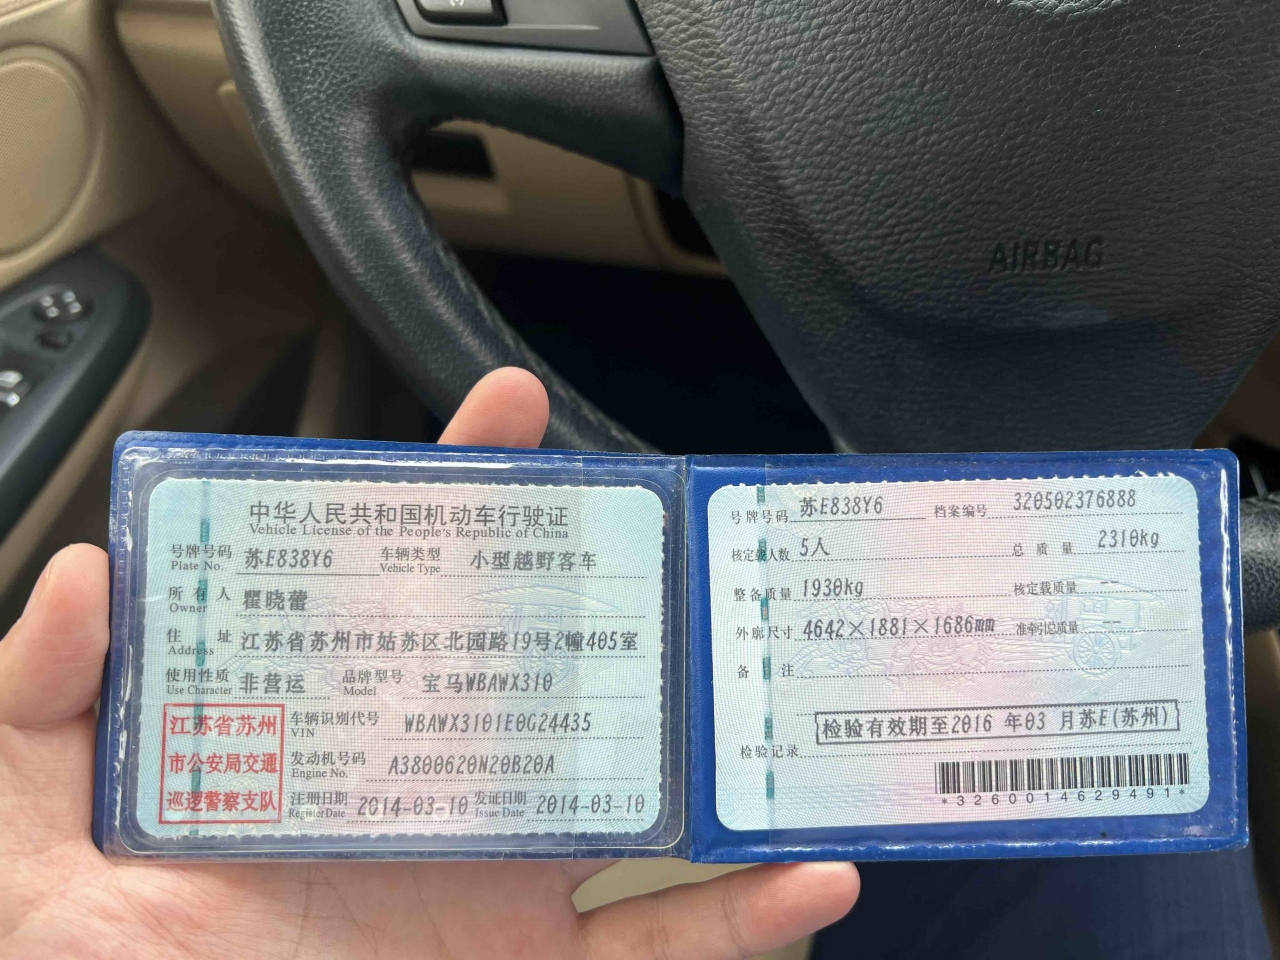 AIRBAG
中华人民共和国机动车行驶证
Vehicle License of the People's Republic of China
号牌号码 苏E838Y6 车辆类型 小型越野客车
Plate No. Vehicle Type
所有人 瞿晓蕾
Owner
住址 江苏省苏州市姑苏区北园路19号2幢405室
Address
使用性质 非营运 品牌型号 宝马WBAWX310
Use Character Model
江苏省苏州
市公安局交通
巡逻警察支队
车辆识别代号 WBAWX3101E0G24435
VIN
发动机号码 A3800620N20B20A
Engine No.
注册日期 2014-03-10 发证日期 2014-03-10
Register Date Issue Date
号牌号码 苏E838Y6 档案编号 320502376888
核定载人数 5人 总质量 2310kg
整备质量 1930kg 核定载质量 --
外廓尺寸 4642×1881×1686mm 准牵引总质量 --
备注
检验有效期至2016 年03 月苏E(苏州)
检验记录
*3260014629491*